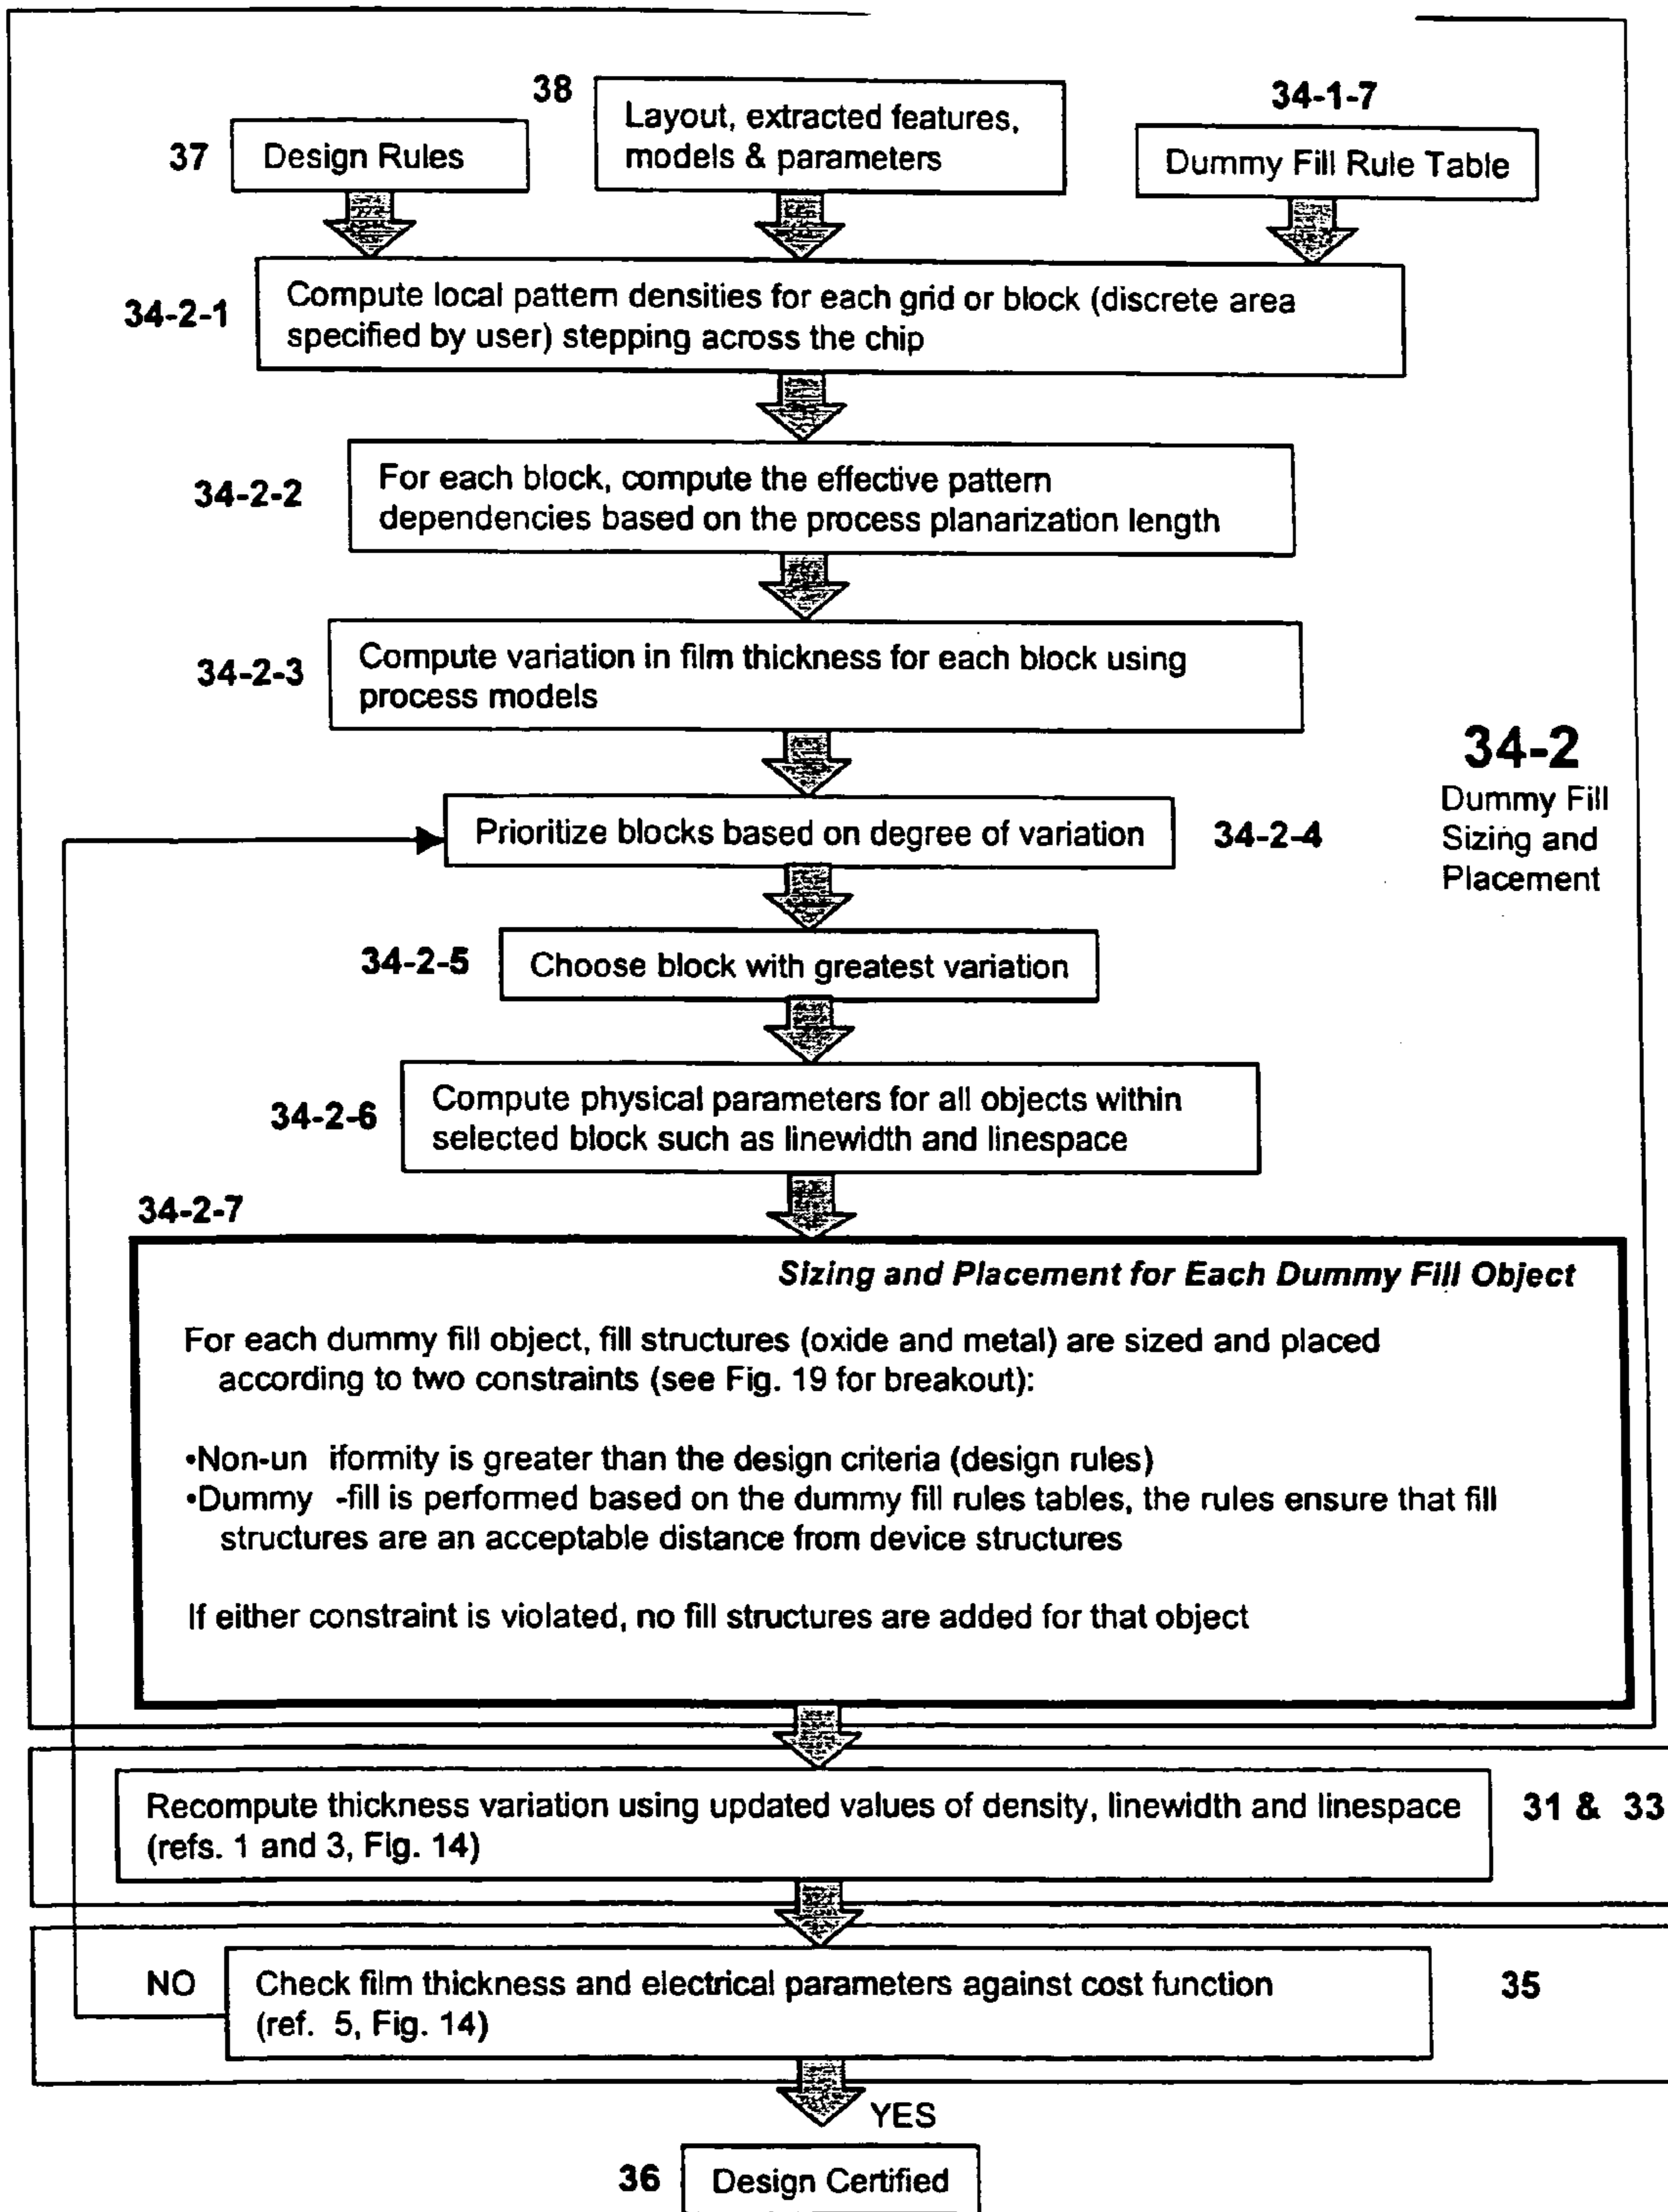 38
Layout, extracted features,
models & parameters
34-1-7
37
Design Rules
Dummy Fill Rule Table
34-2-1
Compute local pattern densities for each grid or block (discrete area
specified by user) stepping across the chip
34-2-2
For each block, compute the effective pattern
dependencies based on the process planarization length
34-2-3
Compute variation in film thickness for each block using
process models
34-2
Dummy Fill
Sizing and
Placement
Prioritize blocks based on degree of variation
34-2-4
34-2-5
Choose block with greatest variation
34-2-6
Compute physical parameters for all objects within
selected block such as linewidth and linespace
34-2-7
Sizing and Placement for Each Dummy Fill Object
For each dummy fill object, fill structures (oxide and metal) are sized and placed
according to two constraints (see Fig. 19 for breakout):
•Non-un iformity is greater than the design criteria (design rules)
•Dummy -fill is performed based on the dummy fill rules tables, the rules ensure that fill
structures are an acceptable distance from device structures
If either constraint is violated, no fill structures are added for that object
Recompute thickness variation using updated values of density, linewidth and linespace
(refs. 1 and 3, Fig. 14)
31 & 33
NO
Check film thickness and electrical parameters against cost function
(ref. 5, Fig. 14)
35
YES
36
Design Certified